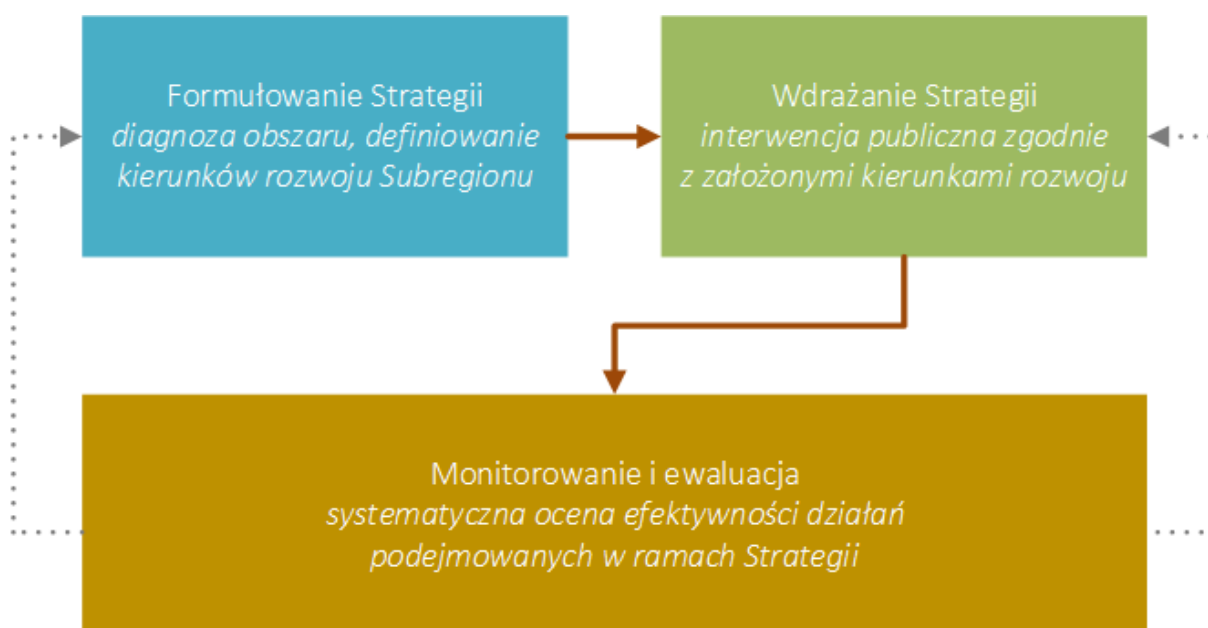 Formułowanie Strategii
diagnoza obszaru, definiowanie
kierunków rozwoju Subregionu
Wdrażanie Strategii
interwencja publiczna zgodnie
z założonymi kierunkami rozwoju
Monitorowanie i ewaluacja
systematyczna ocena efektywności działań
podejmowanych w ramach Strategii